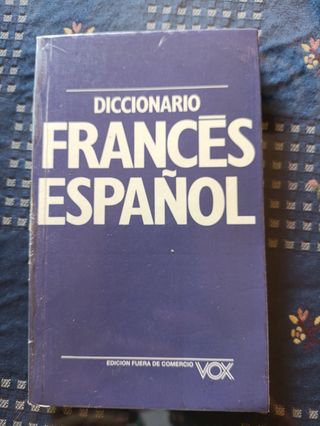 DICCIONARIO
FRANCÉS
ESPAÑOL
EDICION FUERA DE COMERCIO VOX